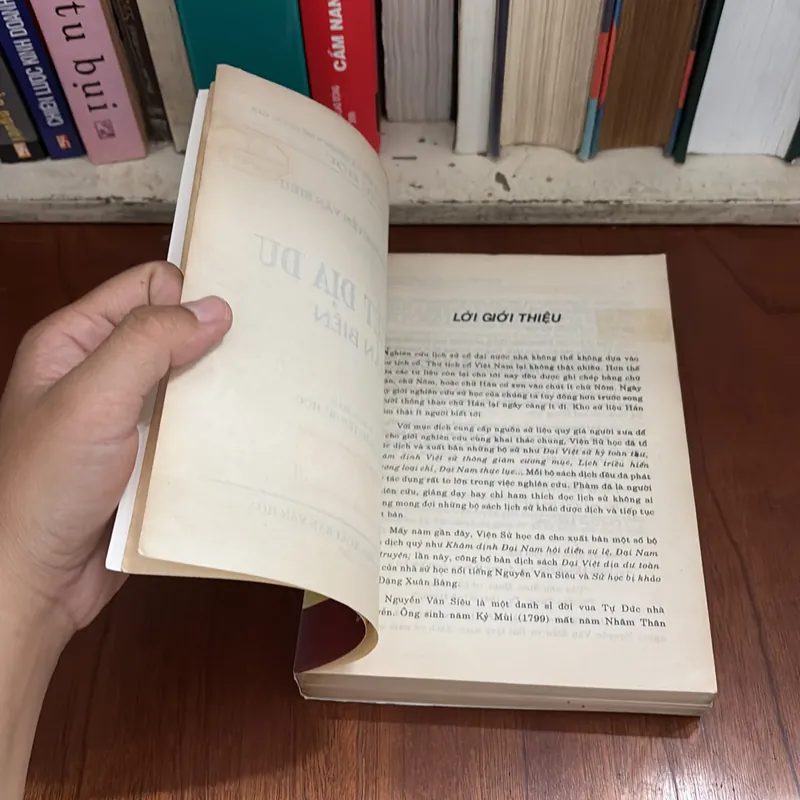 tu bụi
CHIẾN LƯỢC KINH DOANH
CẨM NANG
LỜI GIỚI THIỆU
Nghiên cứu lịch sử cổ đại nước nhà không thể không dựa vào
tịch cổ. Thư tịch cổ Việt Nam lại không thật nhiều. Hơn thế
các tư liệu còn lại cho tới nay đều được ghi chép bằng chữ
chữ Nôm, hoặc chữ Hán có xen vào chút ít chữ Nôm. Ngày
giới nghiên cứu sử học của chúng ta tuy đông hơn trước song
người thông thạo chữ Hán lại ngày càng ít đi. Kho sử liệu Hán
thật ít người biết tới.
Với mục đích cung cấp nguồn sử liệu quý giá người xưa để
cho giới nghiên cứu cùng khai thác chung, Viện Sử học đã tổ
dịch và xuất bản những bộ sử như Đại Việt sử ký toàn thư,
định Việt sử thông giám cương mục, Lịch triều hiến
loại chí, Đại Nam thực lục... Mỗi bộ sách dịch đều đã phát
tác dụng rất to lớn trong việc nghiên cứu. Phàm đã là người
cứu, giảng dạy hay chỉ ham thích đọc lịch sử không ai
mong đợi những bộ sách lịch sử khác được dịch và tiếp tục
bản.
Mấy năm gần đây, Viện Sử học đã cho xuất bản một số bộ
dịch quý như Khâm định Đại Nam hội điển sự lệ, Đại Nam
truyện; lần này, công bố bản dịch sách Đại Việt địa dư toàn
của nhà sử học nổi tiếng Nguyễn Văn Siêu và Sử học bị khảo
Đặng Xuân Bảng.
Nguyễn Văn Siêu là một danh sĩ đời vua Tự Đức nhà
Ông sinh năm Kỷ Mùi (1799) mất năm Nhâm Thân